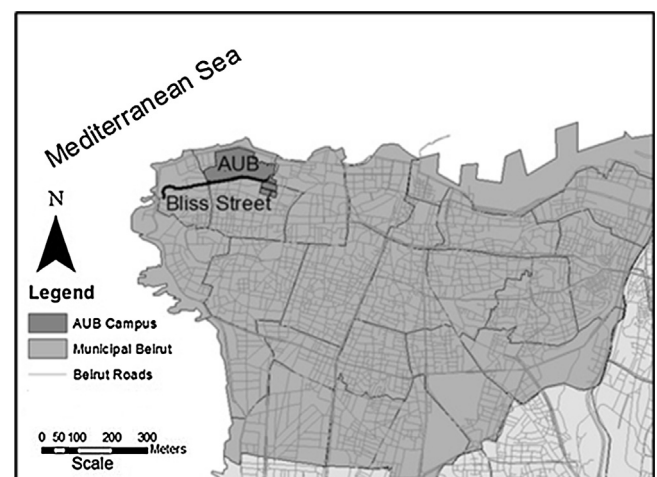 Mediterranean Sea
AUB
Bliss Street
N
Legend
AUB Campus
Municipal Beirut
Beirut Roads
0 50 100 200 300
Meters
Scale